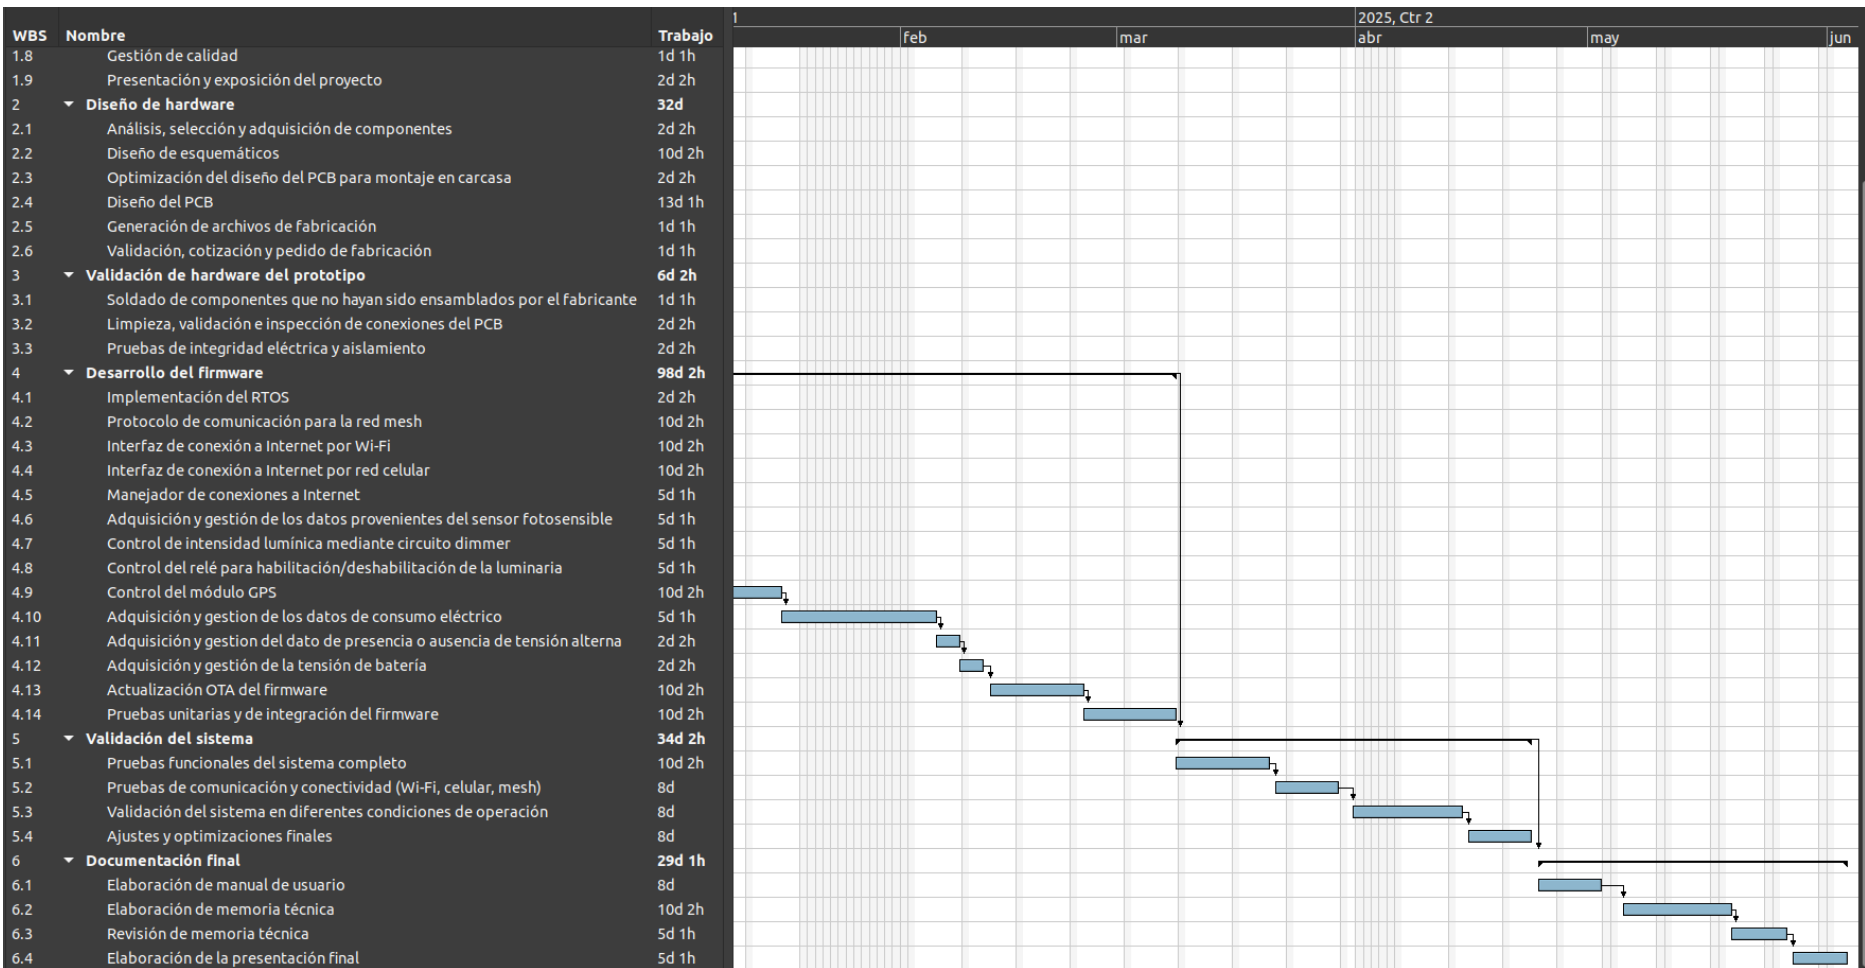 1 2025, Ctr 2
WBS Nombre Trabajo feb mar abr may jun
1.8 Gestión de calidad 1d 1h
1.9 Presentación y exposición del proyecto 2d 2h
2 Diseño de hardware 32d
2.1 Análisis, selección y adquisición de componentes 2d 2h
2.2 Diseño de esquemáticos 10d 2h
2.3 Optimización del diseño del PCB para montaje en carcasa 2d 2h
2.4 Diseño del PCB 13d 1h
2.5 Generación de archivos de fabricación 1d 1h
2.6 Validación, cotización y pedido de fabricación 1d 1h
3 Validación de hardware del prototipo 6d 2h
3.1 Soldado de componentes que no hayan sido ensamblados por el fabricante 1d 1h
3.2 Limpieza, validación e inspección de conexiones del PCB 2d 2h
3.3 Pruebas de integridad eléctrica y aislamiento 2d 2h
4 Desarrollo del firmware 98d 2h
4.1 Implementación del RTOS 2d 2h
4.2 Protocolo de comunicación para la red mesh 10d 2h
4.3 Interfaz de conexión a Internet por Wi-Fi 10d 2h
4.4 Interfaz de conexión a Internet por red celular 10d 2h
4.5 Manejador de conexiones a Internet 5d 1h
4.6 Adquisición y gestión de los datos provenientes del sensor fotosensible 5d 1h
4.7 Control de intensidad lumínica mediante circuito dimmer 5d 1h
4.8 Control del relé para habilitación/deshabilitación de la luminaria 5d 1h
4.9 Control del módulo GPS 10d 2h
4.10 Adquisición y gestion de los datos de consumo eléctrico 5d 1h
4.11 Adquisición y gestion del dato de presencia o ausencia de tensión alterna 2d 2h
4.12 Adquisición y gestión de la tensión de batería 2d 2h
4.13 Actualización OTA del firmware 10d 2h
4.14 Pruebas unitarias y de integración del firmware 10d 2h
5 Validación del sistema 34d 2h
5.1 Pruebas funcionales del sistema completo 10d 2h
5.2 Pruebas de comunicación y conectividad (Wi-Fi, celular, mesh) 8d
5.3 Validación del sistema en diferentes condiciones de operación 8d
5.4 Ajustes y optimizaciones finales 8d
6 Documentación final 29d 1h
6.1 Elaboración de manual de usuario 8d
6.2 Elaboración de memoria técnica 10d 2h
6.3 Revisión de memoria técnica 5d 1h
6.4 Elaboración de la presentación final 5d 1h